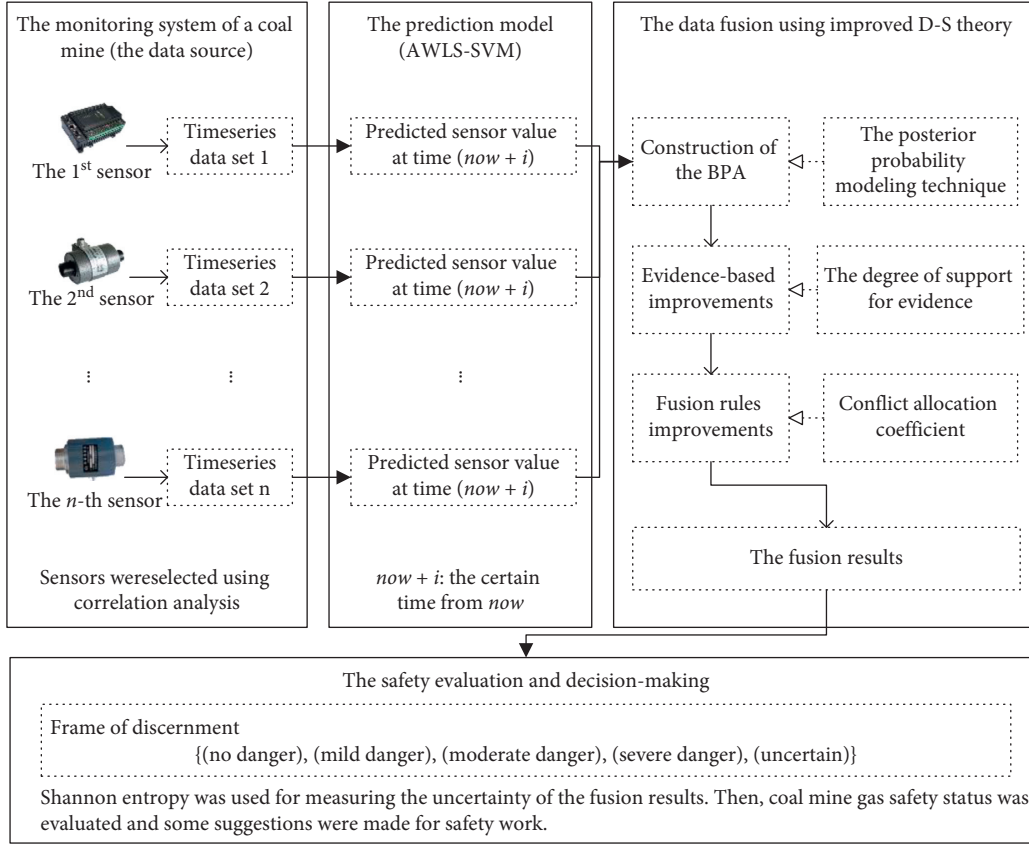 The monitoring system of a coal
mine (the data source)
The 1st sensor
Timeseries
data set 1
The 2nd sensor
Timeseries
data set 2
⋮
⋮
The n-th sensor
Timeseries
data set n
Sensors wereselected using
correlation analysis
The prediction model
(AWLS-SVM)
Predicted sensor value
at time (now + i)
Predicted sensor value
at time (now + i)
⋮
Predicted sensor value
at time (now + i)
now + i: the certain
time from now
The data fusion using improved D-S theory
Construction of
the BPA
The posterior
probability
modeling technique
Evidence-based
improvements
The degree of support
for evidence
Fusion rules
improvements
Conflict allocation
coefficient
The fusion results
The safety evaluation and decision-making
Frame of discernment
{(no danger), (mild danger), (moderate danger), (severe danger), (uncertain)}
Shannon entropy was used for measuring the uncertainty of the fusion results. Then, coal mine gas safety status was
evaluated and some suggestions were made for safety work.